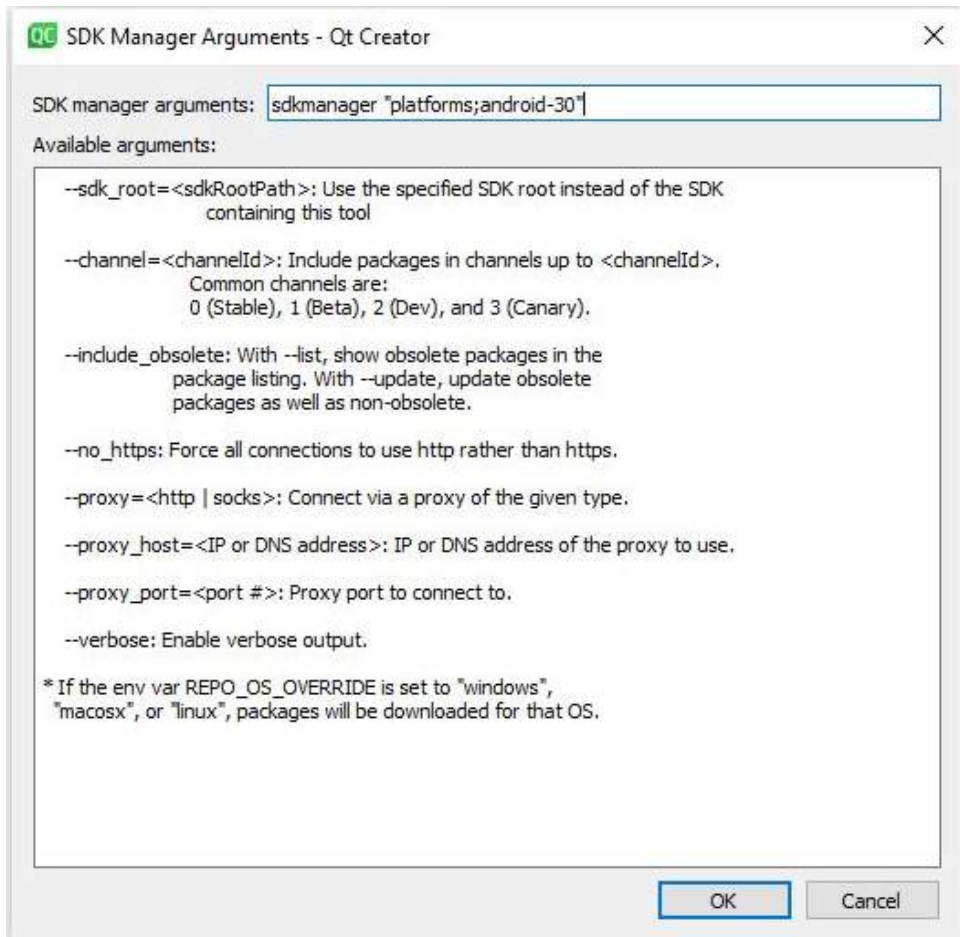 QC SDK Manager Arguments - Qt Creator
SDK manager arguments: sdkmanager "platforms;android-30"
Available arguments:
--sdk_root=<sdkRootPath>: Use the specified SDK root instead of the SDK
containing this tool
--channel=<channelId>: Include packages in channels up to <channelId>.
Common channels are:
0 (Stable), 1 (Beta), 2 (Dev), and 3 (Canary).
--include_obsolete: With --list, show obsolete packages in the
package listing. With --update, update obsolete
packages as well as non-obsolete.
--no_https: Force all connections to use http rather than https.
--proxy=<http | socks>: Connect via a proxy of the given type.
--proxy_host=<IP or DNS address>: IP or DNS address of the proxy to use.
--proxy_port=<port #>: Proxy port to connect to.
--verbose: Enable verbose output.
* If the env var REPO_OS_OVERRIDE is set to "windows",
"macosx", or "linux", packages will be downloaded for that OS.
OK Cancel